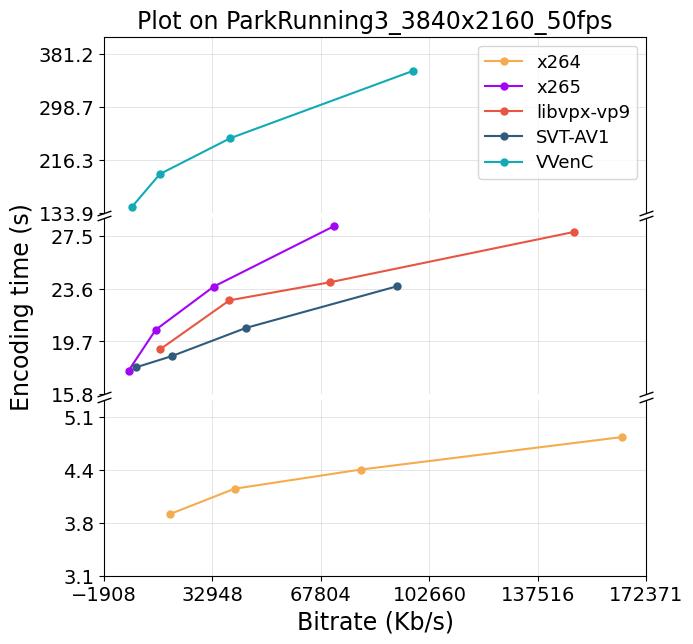 Plot on ParkRunning3_3840x2160_50fps
x264
x265
libvpx-vp9
SVT-AV1
VVenC
Encoding time (s)
381.2
298.7
216.3
133.9
27.5
23.6
19.7
15.8
5.1
4.4
3.8
3.1
−1908 32948 67804 102660 137516 172371
Bitrate (Kb/s)